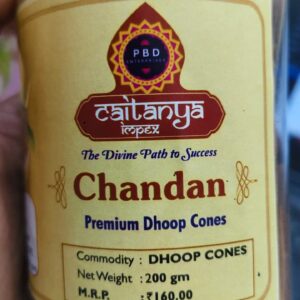 PBD
ENTERPRISES
Caitanya
impex
The Divine Path to Success
Chandan
Premium Dhoop Cones
Commodity : DHOOP CONES
Net Weight : 200 gm
M.R.P. : ₹160.00